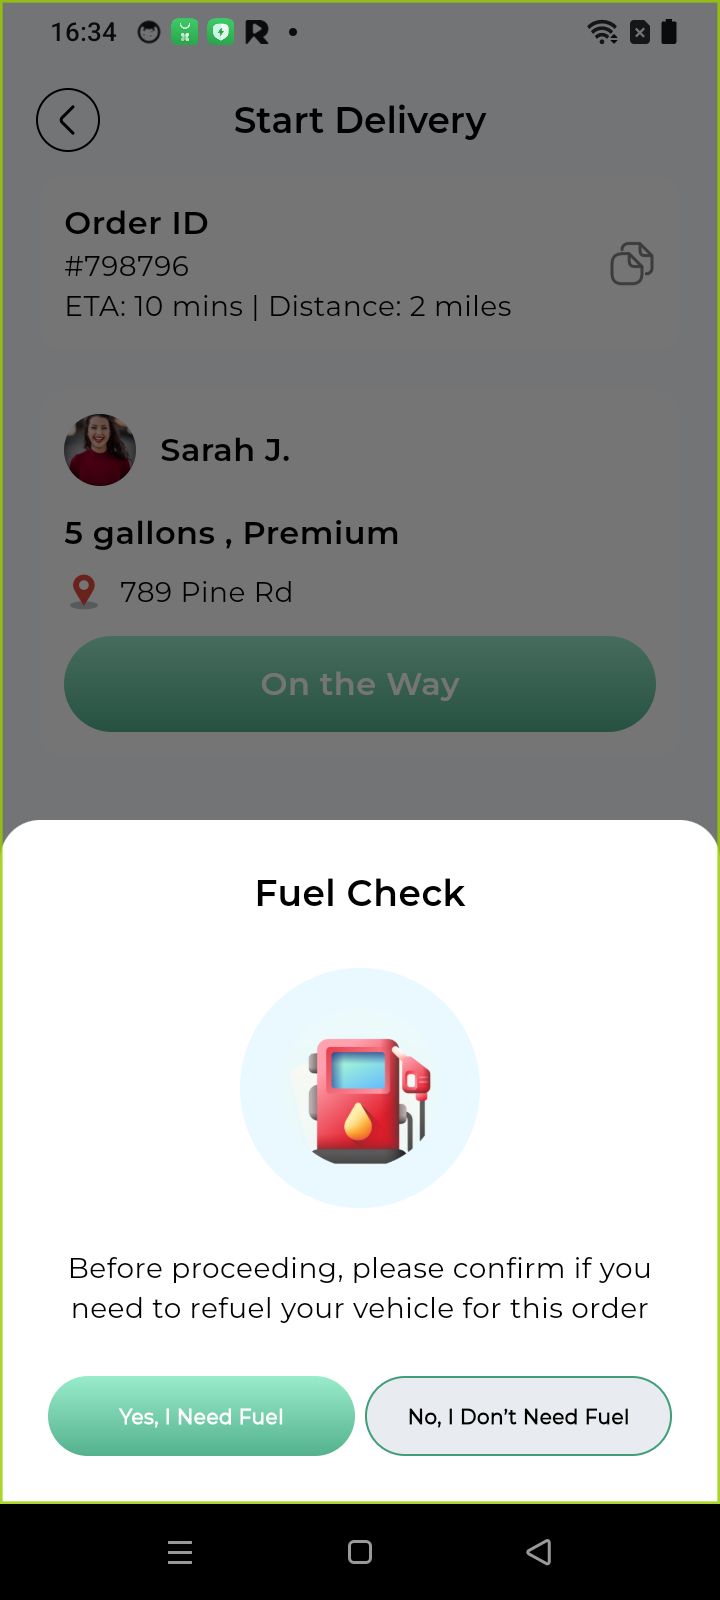 16:34
Start Delivery
Order ID
#798796
ETA: 10 mins | Distance: 2 miles
Sarah J.
5 gallons , Premium
789 Pine Rd
On the Way
Fuel Check
Before proceeding, please confirm if you
need to refuel your vehicle for this order
Yes, I Need Fuel
No, I Don’t Need Fuel